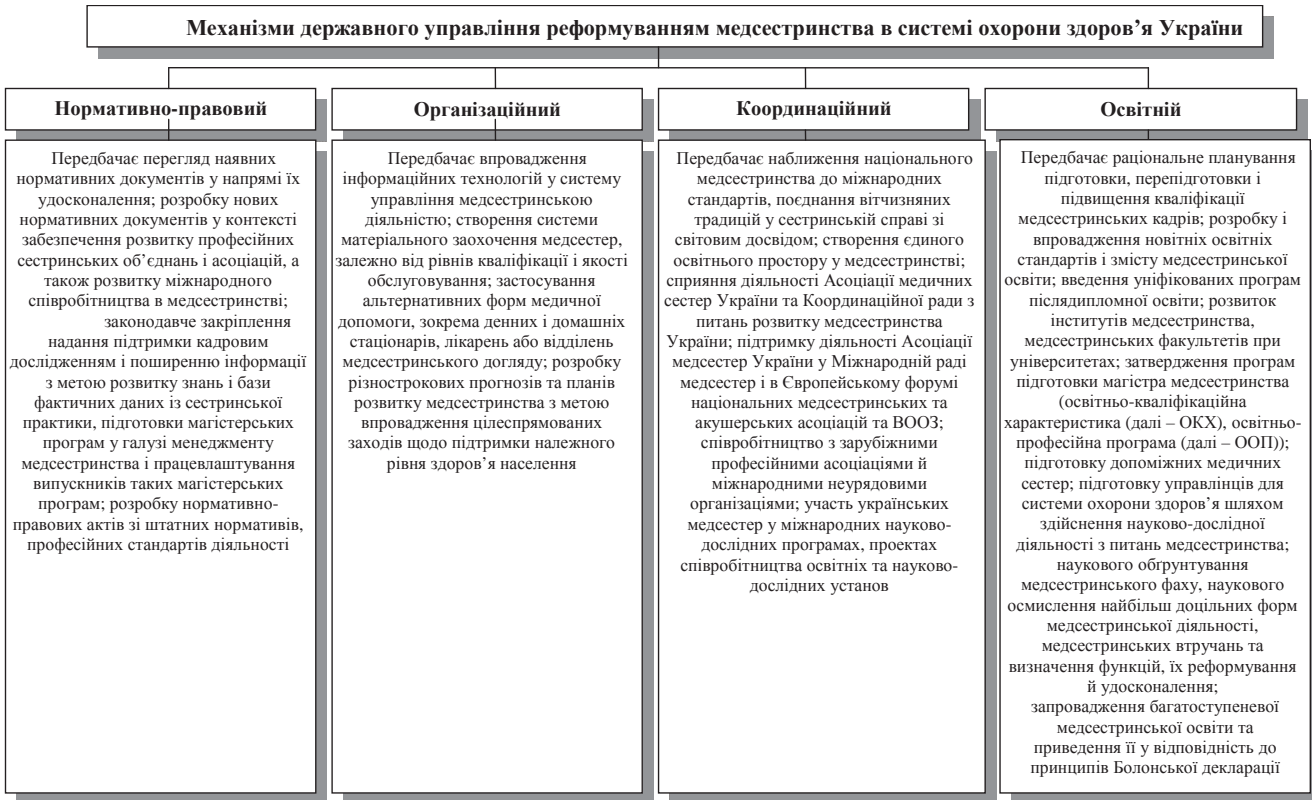 Механізми державного управління реформуванням медсестринства в системі охорони здоров’я України
Нормативно-правовий
Передбачає перегляд наявних
нормативних документів у напрямі їх
удосконалення; розробку нових
нормативних документів у контексті
забезпечення розвитку професійних
сестринських об’єднань і асоціацій, а
також розвитку міжнародного
співробітництва в медсестринстві;
законодавче закріплення
надання підтримки кадровим
дослідженням і поширенню інформації
з метою розвитку знань і бази
фактичних даних із сестринської
практики, підготовки магістерських
програм у галузі менеджменту
медсестринства і працевлаштування
випускників таких магістерських
програм; розробку нормативно-
правових актів зі штатних нормативів,
професійних стандартів діяльності
Організаційний
Передбачає впровадження
інформаційних технологій у систему
управління медсестринською
діяльністю; створення системи
матеріального заохочення медсестер,
залежно від рівнів кваліфікації і якості
обслуговування; застосування
альтернативних форм медичної
допомоги, зокрема денних і домашніх
стаціонарів, лікарень або відділень
медсестринського догляду; розробку
різнострокових прогнозів та планів
розвитку медсестринства з метою
впровадження цілеспрямованих
заходів щодо підтримки належного
рівня здоров’я населення
Координаційний
Передбачає наближення національного
медсестринства до міжнародних
стандартів, поєднання вітчизняних
традицій у сестринській справі зі
світовим досвідом; створення єдиного
освітнього простору у медсестринстві;
сприяння діяльності Асоціації медичних
сестер України та Координаційної ради з
питань розвитку медсестринства
України; підтримку діяльності Асоціації
медсестер України у Міжнародній раді
медсестер і в Європейському форумі
національних медсестринських та
акушерських асоціацій та ВООЗ;
співробітництво з зарубіжними
професійними асоціаціями й
міжнародними неурядовими
організаціями; участь українських
медсестер у міжнародних науково-
дослідних програмах, проектах
співробітництва освітніх та науково-
дослідних установ
Освітній
Передбачає раціональне планування
підготовки, перепідготовки і
підвищення кваліфікації
медсестринських кадрів; розробку і
впровадження новітніх освітніх
стандартів і змісту медсестринської
освіти; введення уніфікованих програм
післядипломної освіти; розвиток
інститутів медсестринства,
медсестринських факультетів при
університетах; затвердження програм
підготовки магістра медсестринства
(освітньо-кваліфікаційна
характеристика (далі – ОКХ), освітньо-
професійна програма (далі – ООП));
підготовку допоміжних медичних
сестер; підготовку управлінців для
системи охорони здоров’я шляхом
здійснення науково-дослідної
діяльності з питань медсестринства;
наукового обґрунтування
медсестринського фаху, наукового
осмислення найбільш доцільних форм
медсестринської діяльності,
медсестринських втручань та
визначення функцій, їх реформування
й удосконалення;
запровадження багатоступеневої
медсестринської освіти та
приведення її у відповідність до
принципів Болонської декларації